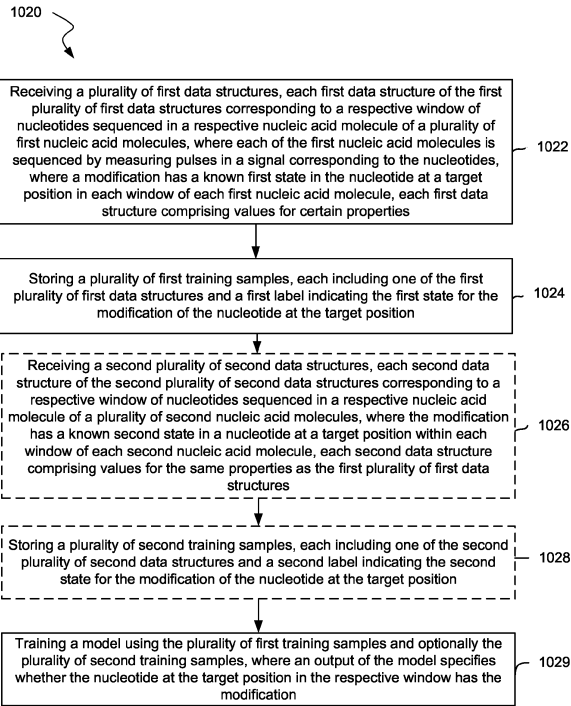 1020
Receiving a plurality of first data structures, each first data structure of the first
plurality of first data structures corresponding to a respective window of
nucleotides sequenced in a respective nucleic acid molecule of a plurality of
first nucleic acid molecules, where each of the first nucleic acid molecules is
sequenced by measuring pulses in a signal corresponding to the nucleotides,
where a modification has a known first state in the nucleotide at a target
position in each window of each first nucleic acid molecule, each first data
structure comprising values for certain properties
1022
Storing a plurality of first training samples, each including one of the first
plurality of first data structures and a first label indicating the first state for the
modification of the nucleotide at the target position
1024
Receiving a second plurality of second data structures, each second data
structure of the second plurality of second data structures corresponding to a
respective window of nucleotides sequenced in a respective nucleic acid
molecule of a plurality of second nucleic acid molecules, where the modification
has a known second state in a nucleotide at a target position within each
window of each second nucleic acid molecule, each second data structure
comprising values for the same properties as the first plurality of first data
structures
1026
Storing a plurality of second training samples, each including one of the second
plurality of second data structures and a second label indicating the second
state for the modification of the nucleotide at the target position
1028
Training a model using the plurality of first training samples and optionally the
plurality of second training samples, where an output of the model specifies
whether the nucleotide at the target position in the respective window has the
modification
1029